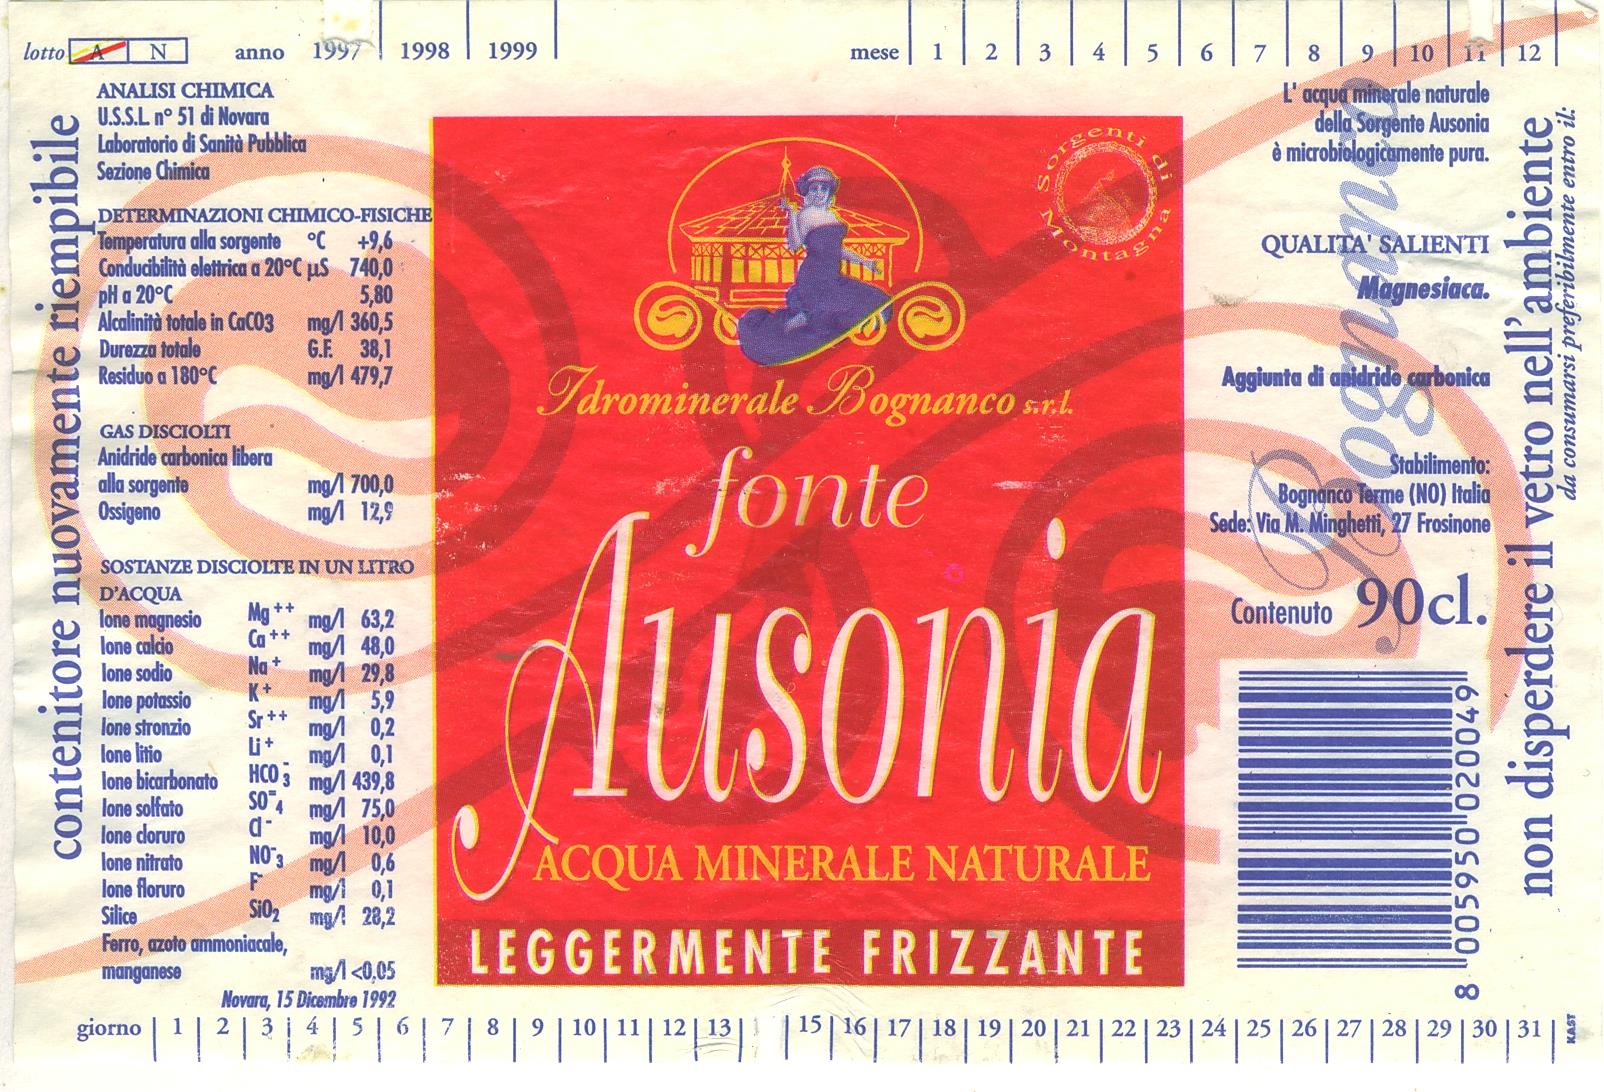 lotto A N anno 1997 1998 1999 mese 1 2 3 4 5 6 7 8 9 10 11 12
contenitore nuovamente riempibile
ANALISI CHIMICA
U.S.S.L. n° 51 di Novara
Laboratorio di Sanità Pubblica
Sezione Chimica
DETERMINAZIONI CHIMICO-FISICHE
Temperatura alla sorgente °C +9,6
Conducibilità elettrica a 20°C µS 740,0
pH a 20°C 5,80
Alcalinità totale in CaCO3 mg/l 360,5
Durezza totale G.F. 38,1
Residuo a 180°C mg/l 479,7
GAS DISCIOLTI
Anidride carbonica libera
alla sorgente mg/l 700,0
Ossigeno mg/l 12,9
SOSTANZE DISCIOLTE IN UN LITRO
D'ACQUA
Ione magnesio Mg++ mg/l 63,2
Ione calcio Ca++ mg/l 48,0
Ione sodio Na+ mg/l 29,8
Ione potassio K+ mg/l 5,9
Ione stronzio Sr++ mg/l 0,2
Ione litio Li+ mg/l 0,1
Ione bicarbonato HCO3- mg/l 439,8
Ione solfato SO4= mg/l 75,0
Ione cloruro Cl- mg/l 10,0
Ione nitrato NO3- mg/l 0,6
Ione floruro F- mg/l 0,1
Silice SiO2 mg/l 28,2
Ferro, azoto ammoniacale,
manganese mg/l <0,05
Novara, 15 Dicembre 1992
Sorgenti di
Montagna
Idrominerale Bognanco s.r.l.
fonte
Ausonia
ACQUA MINERALE NATURALE
LEGGERMENTE FRIZZANTE
L' acqua minerale naturale
della Sorgente Ausonia
è microbiologicamente pura.
QUALITA' SALIENTI
Magnesiaca.
Aggiunta di anidride carbonica
Bognanco
Stabilimento:
Bognanco Terme (NO) Italia
Sede: Via M. Minghetti, 27 Frosinone
Contenuto 90cl.
8 005950 020049
non disperdere il vetro nell'ambiente
da consumarsi preferibilmente entro il:
KAST
giorno 1 2 3 4 5 6 7 8 9 10 11 12 13 15 16 17 18 19 20 21 22 23 24 25 26 27 28 29 30 31